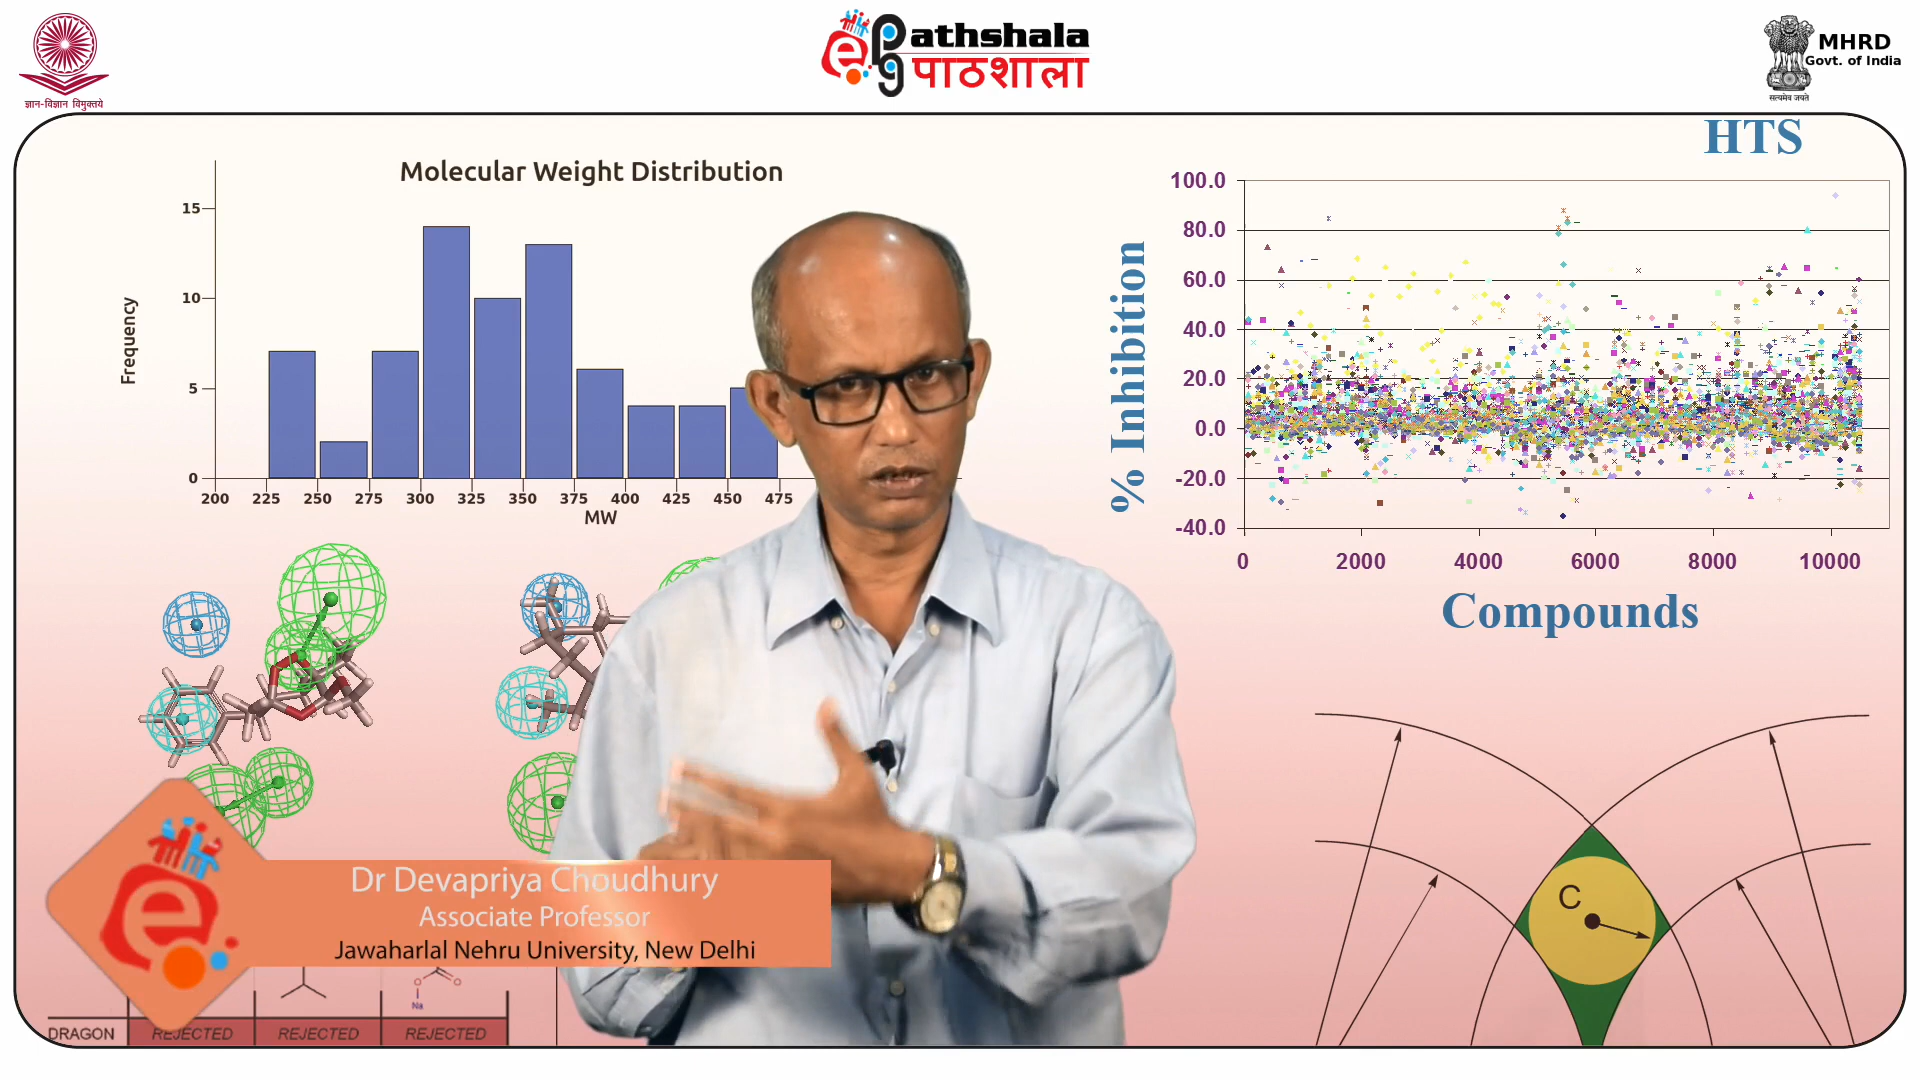 ज्ञान-विज्ञान विमुक्तये
e
Pathshala
पाठशाला
MHRD
Govt. of India
सत्यमेव जयते
HTS
Molecular Weight Distribution
Frequency
15
10
5
0
200 225 250 275 300 325 350 375 400 425 450 475
MW
% Inhibition
100.0
80.0
60.0
40.0
20.0
0.0
-20.0
-40.0
0 2000 4000 6000 8000 10000
Compounds
C
Dr Devapriya Choudhury
Associate Professor
Jawaharlal Nehru University, New Delhi
O O
Na
DRAGON REJECTED REJECTED REJECTED